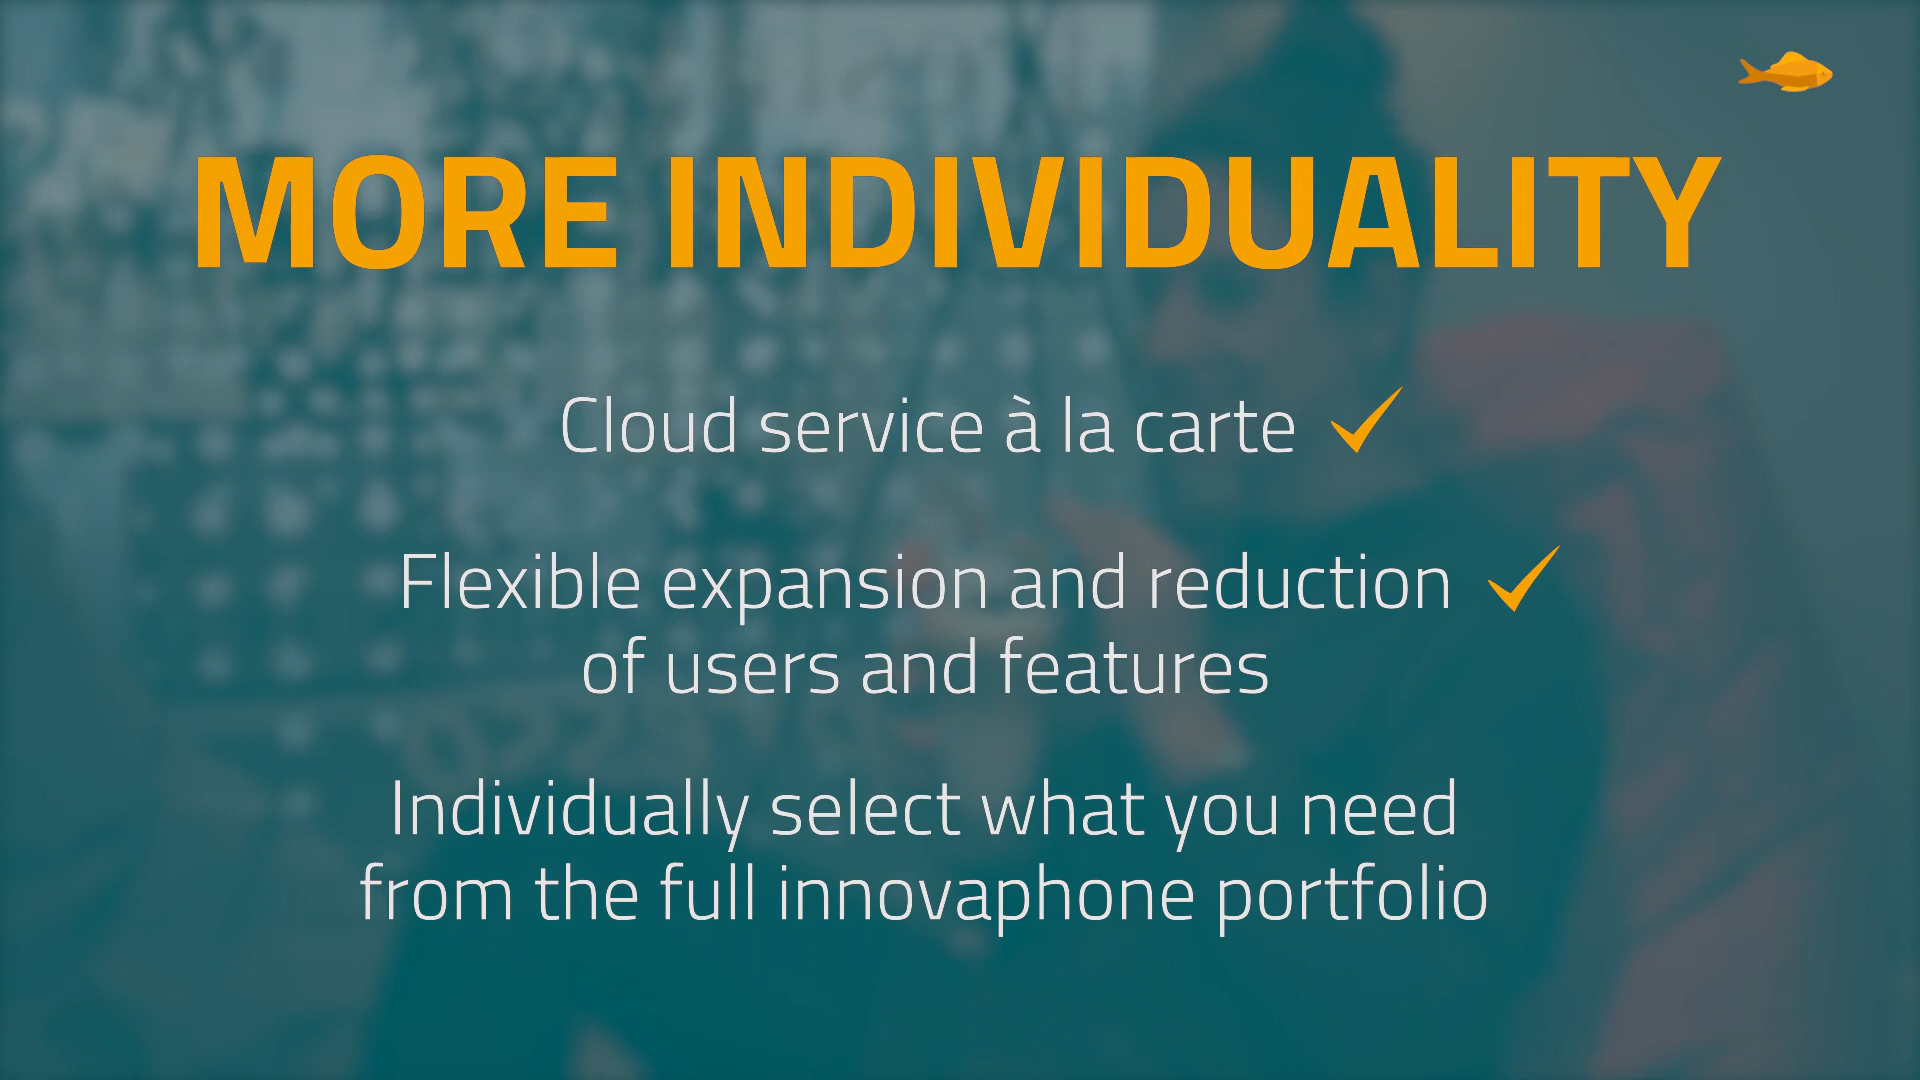 MORE INDIVIDUALITY
Cloud service à la carte
Flexible expansion and reduction
of users and features
Individually select what you need
from the full innovaphone portfolio